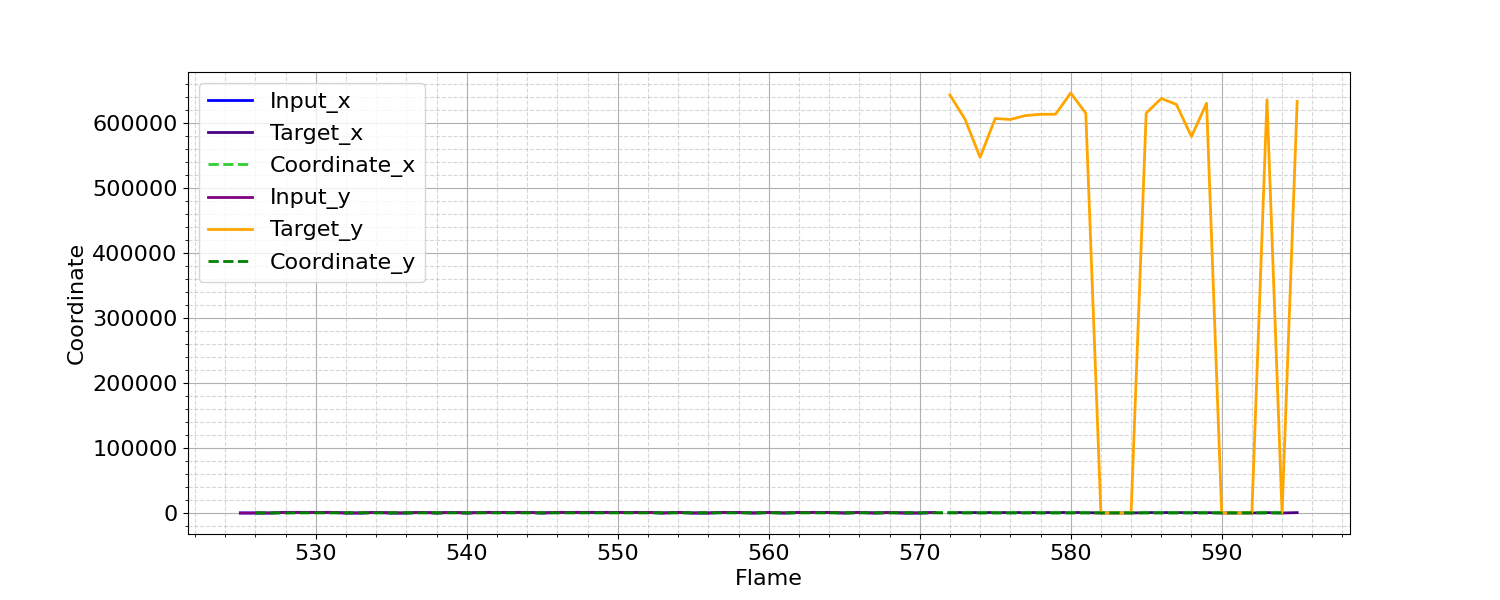 Input_x
Target_x
Coordinate_x
Input_y
Target_y
Coordinate_y
600000
500000
400000
300000
200000
100000
0
Coordinate
530 540 550 560 570 580 590
Flame